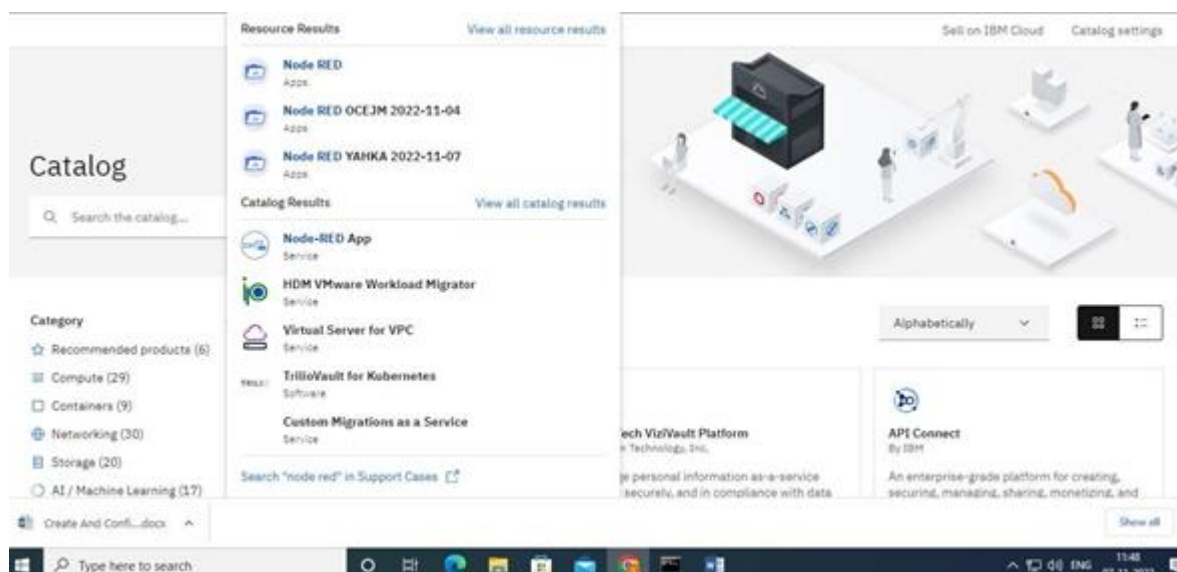 Resource Results View all resource results
Node RED
Apps
Node RED OCEJM 2022-11-04
Apps
Node RED YAHKA 2022-11-07
Apps
Catalog Results View all catalog results
Node-RED App
Service
HDM VMware Workload Migrator
Service
Virtual Server for VPC
Service
TrilioVault for Kubernetes
Software
Custom Migrations as a Service
Service
Search "node red" in Support Cases
Sell on IBM Cloud Catalog settings
Catalog
Search the catalog...
Category
Recommended products (6)
Compute (29)
Containers (9)
Networking (30)
Storage (20)
AI / Machine Learning (17)
Alphabetically
ech ViziVault Platform
Technology, Inc.
personal information as-a-service
securely, and in compliance with data
API Connect
By IBM
An enterprise-grade platform for creating,
securing, managing, sharing, monetizing, and
Create And Confi....docx
Show all
Type here to search
ENG
11:48
07-11-2022